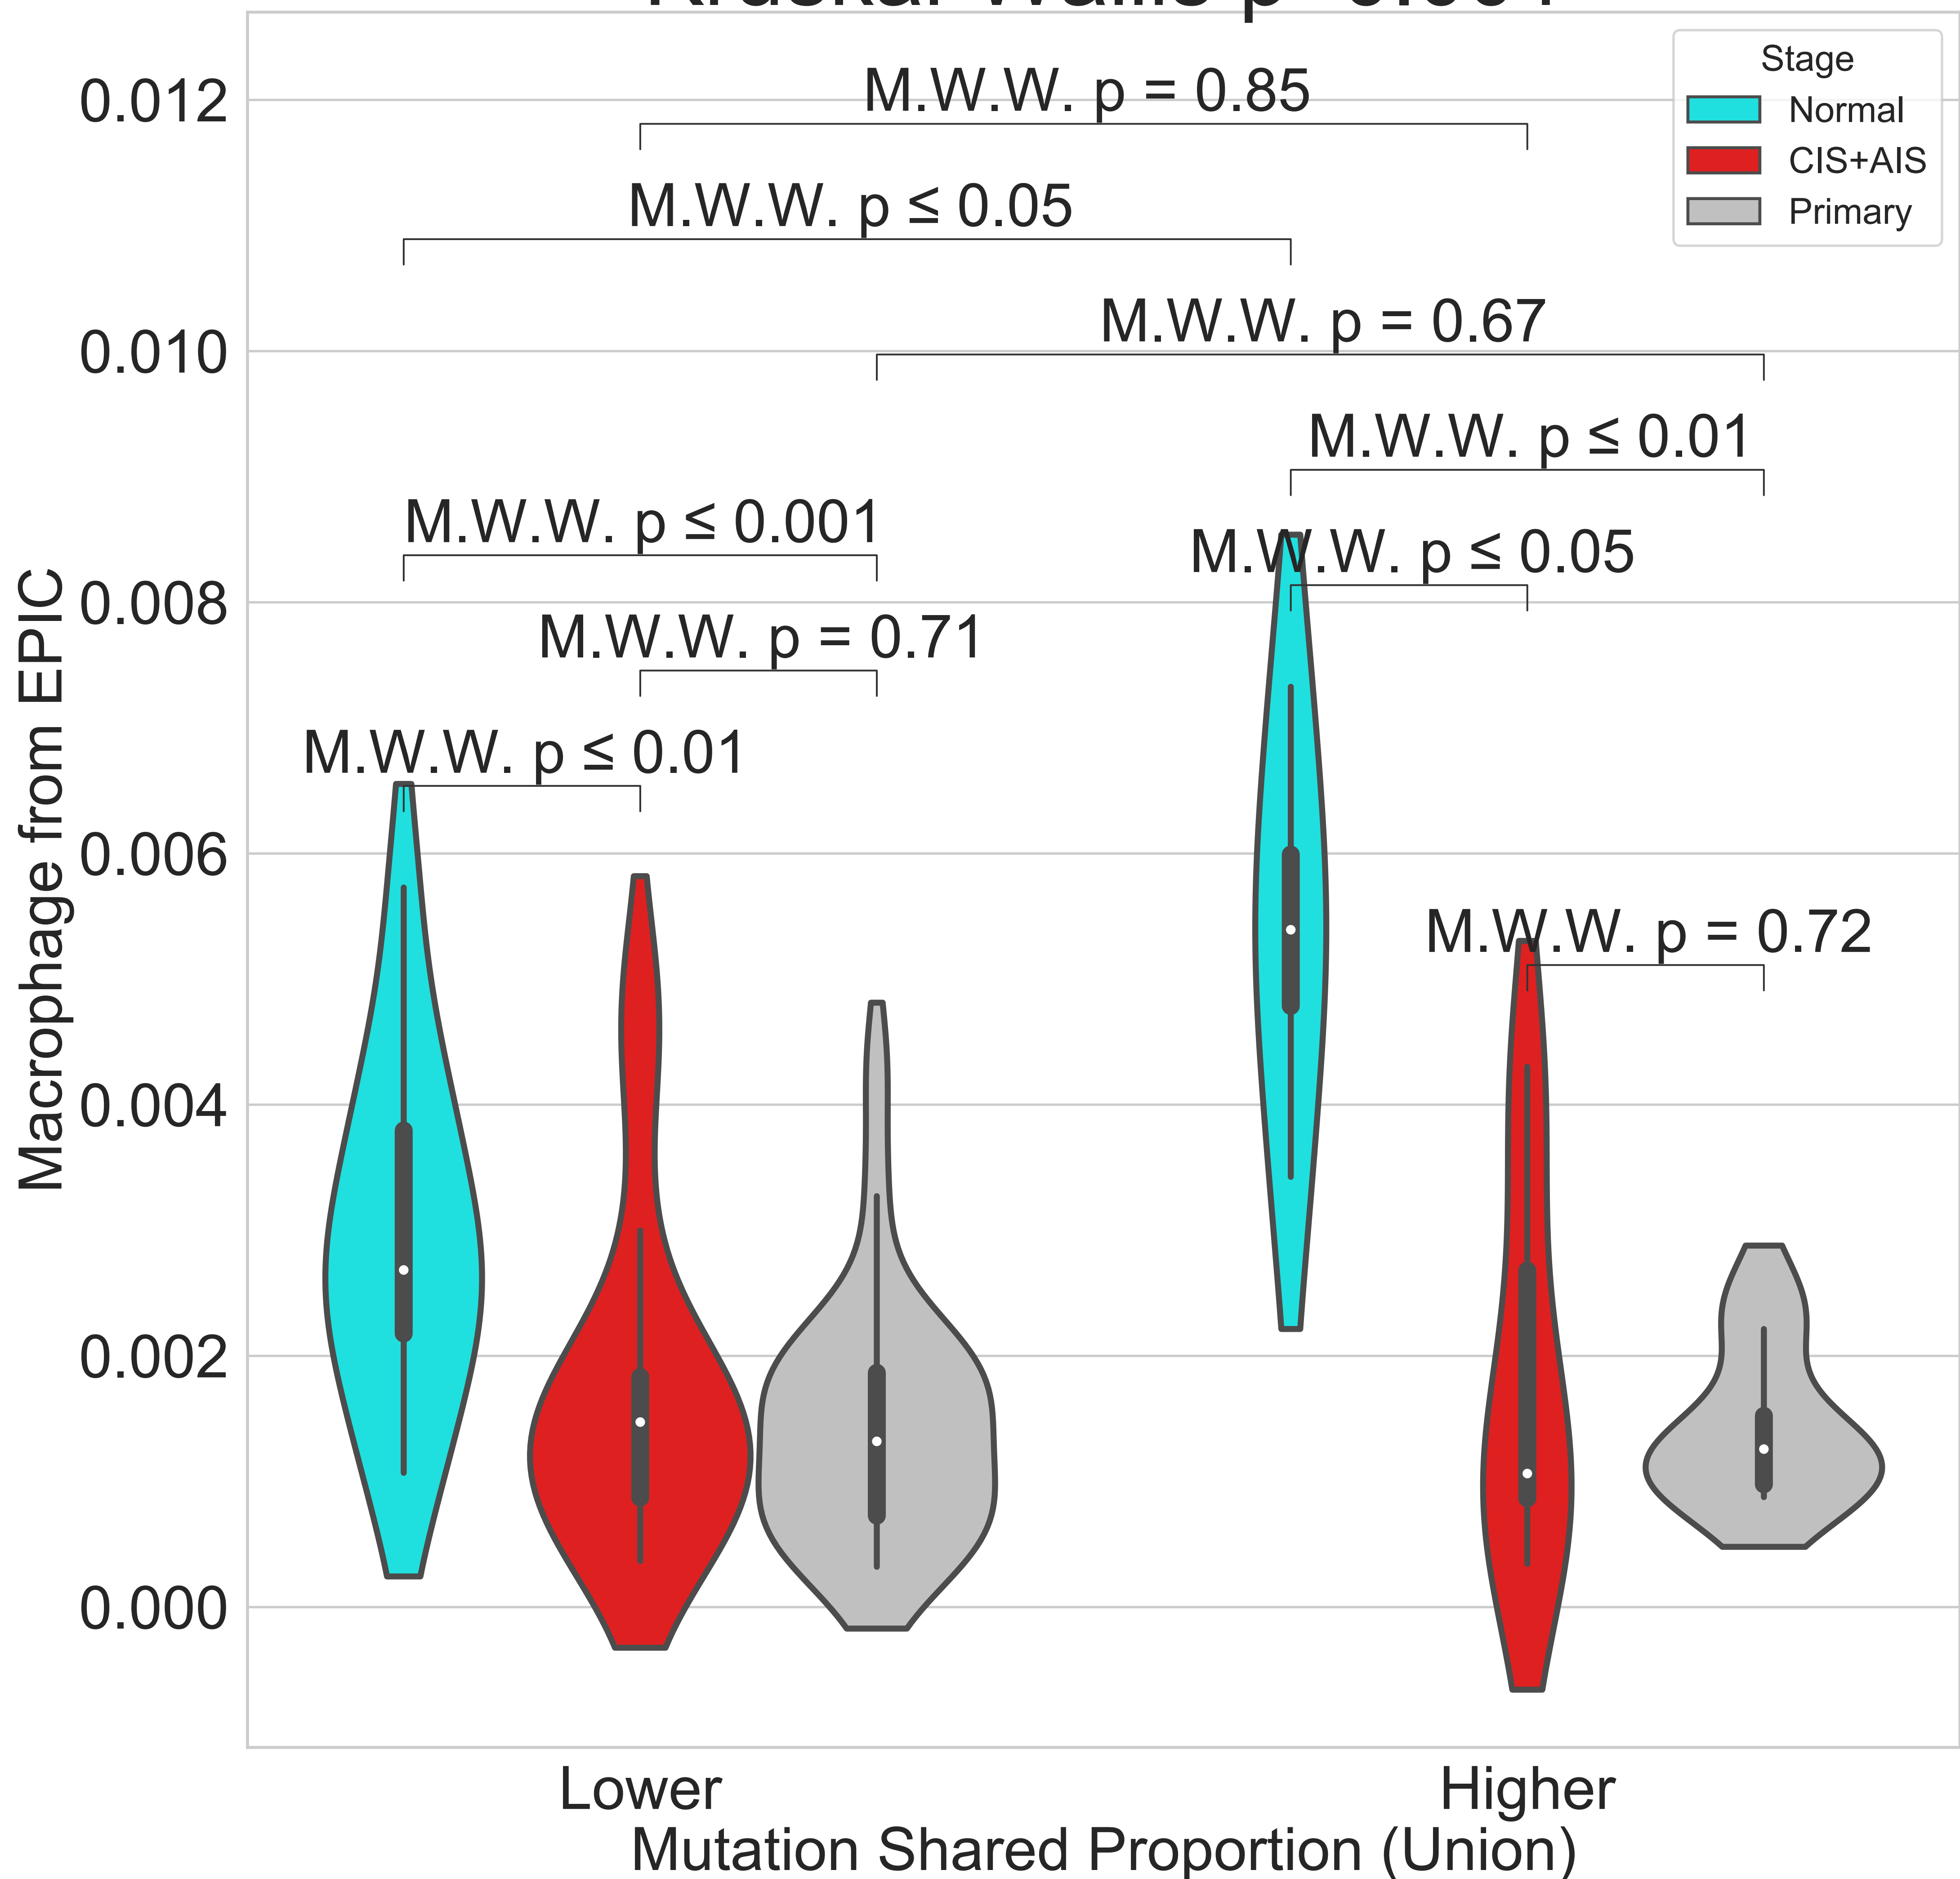 0.012
0.010
0.008
0.006
0.004
0.002
0.000
Macrophage from EPIC
M.W.W. p = 0.85
M.W.W. p ≤ 0.05
M.W.W. p = 0.67
M.W.W. p ≤ 0.01
M.W.W. p ≤ 0.001
M.W.W. p ≤ 0.05
M.W.W. p = 0.71
M.W.W. p ≤ 0.01
M.W.W. p = 0.72
Stage
Normal
CIS+AIS
Primary
Lower
Higher
Mutation Shared Proportion (Union)